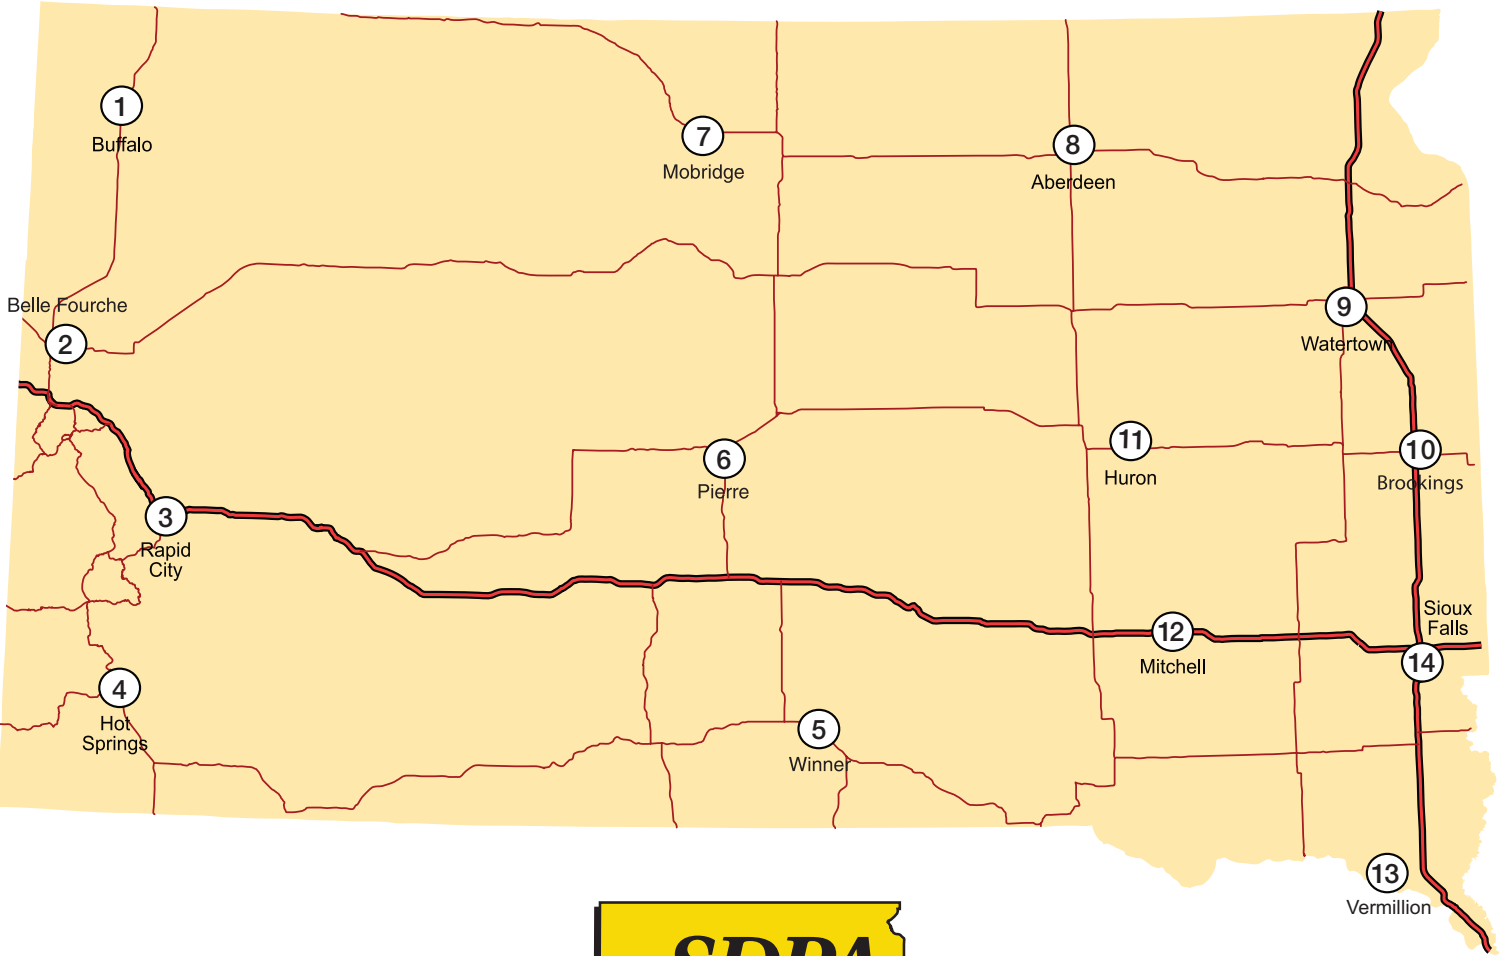 1
Buffalo
7
Mobridge
8
Aberdeen
Belle Fourche
2
9
Watertown
6
Pierre
11
Huron
10
Brookings
3
Rapid
City
12
Mitchell
Sioux
Falls
14
4
Hot
Springs
5
Winner
13
Vermillion
SDPA